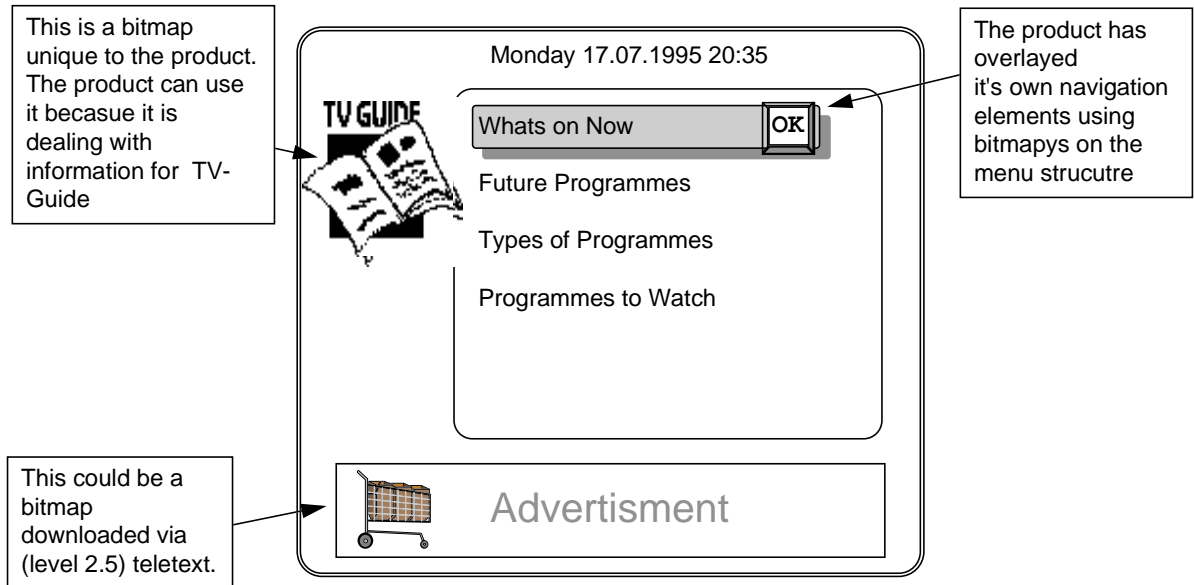 This is a bitmap
unique to the product.
The product can use
it becasue it is
dealing with
information for TV-
Guide
Monday 17.07.1995 20:35
The product has
overlayed
it's own navigation
elements using
bitmapys on the
menu strucutre
TV GUIDE
Whats on Now
OK
Future Programmes
Types of Programmes
Programmes to Watch
This could be a
bitmap
downloaded via
(level 2.5) teletext.
Advertisment